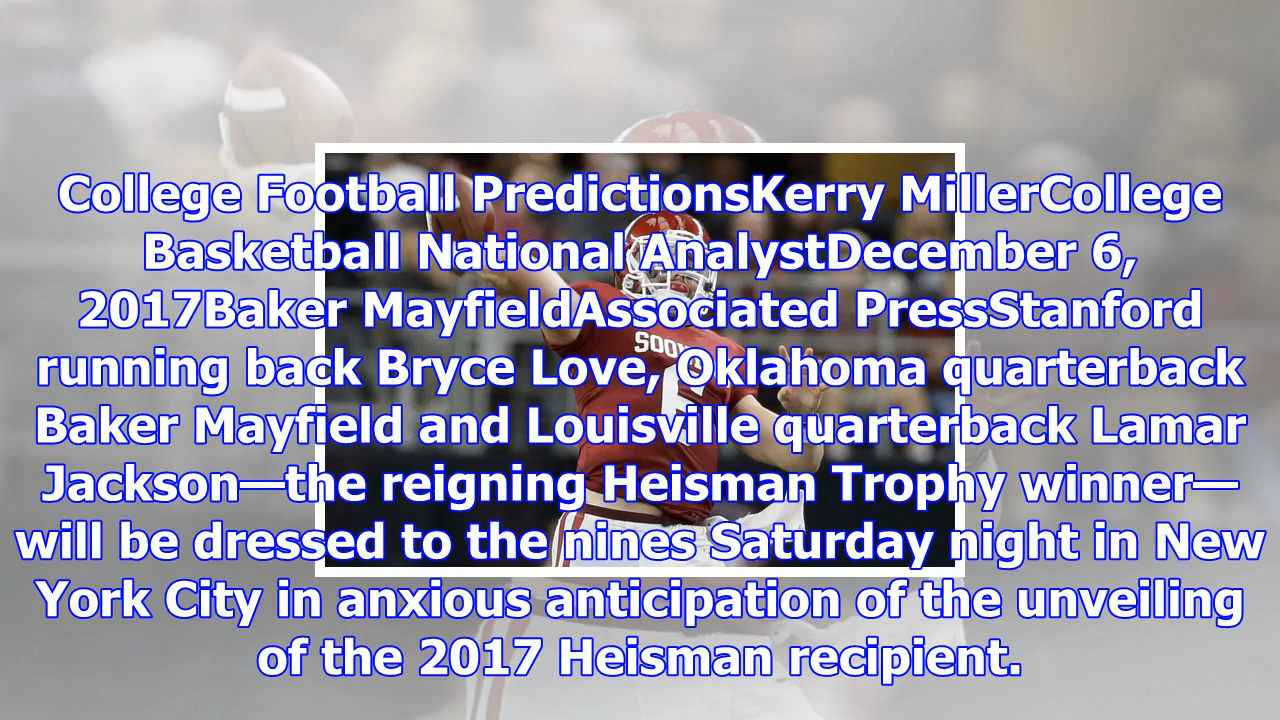 College Football PredictionsKerry MillerCollege
Basketball National AnalystDecember 6,
2017Baker MayfieldAssociated PressStanford
running back Bryce Love, Oklahoma quarterback
Baker Mayfield and Louisville quarterback Lamar
Jackson—the reigning Heisman Trophy winner—
will be dressed to the nines Saturday night in New
York City in anxious anticipation of the unveiling
of the 2017 Heisman recipient.
6